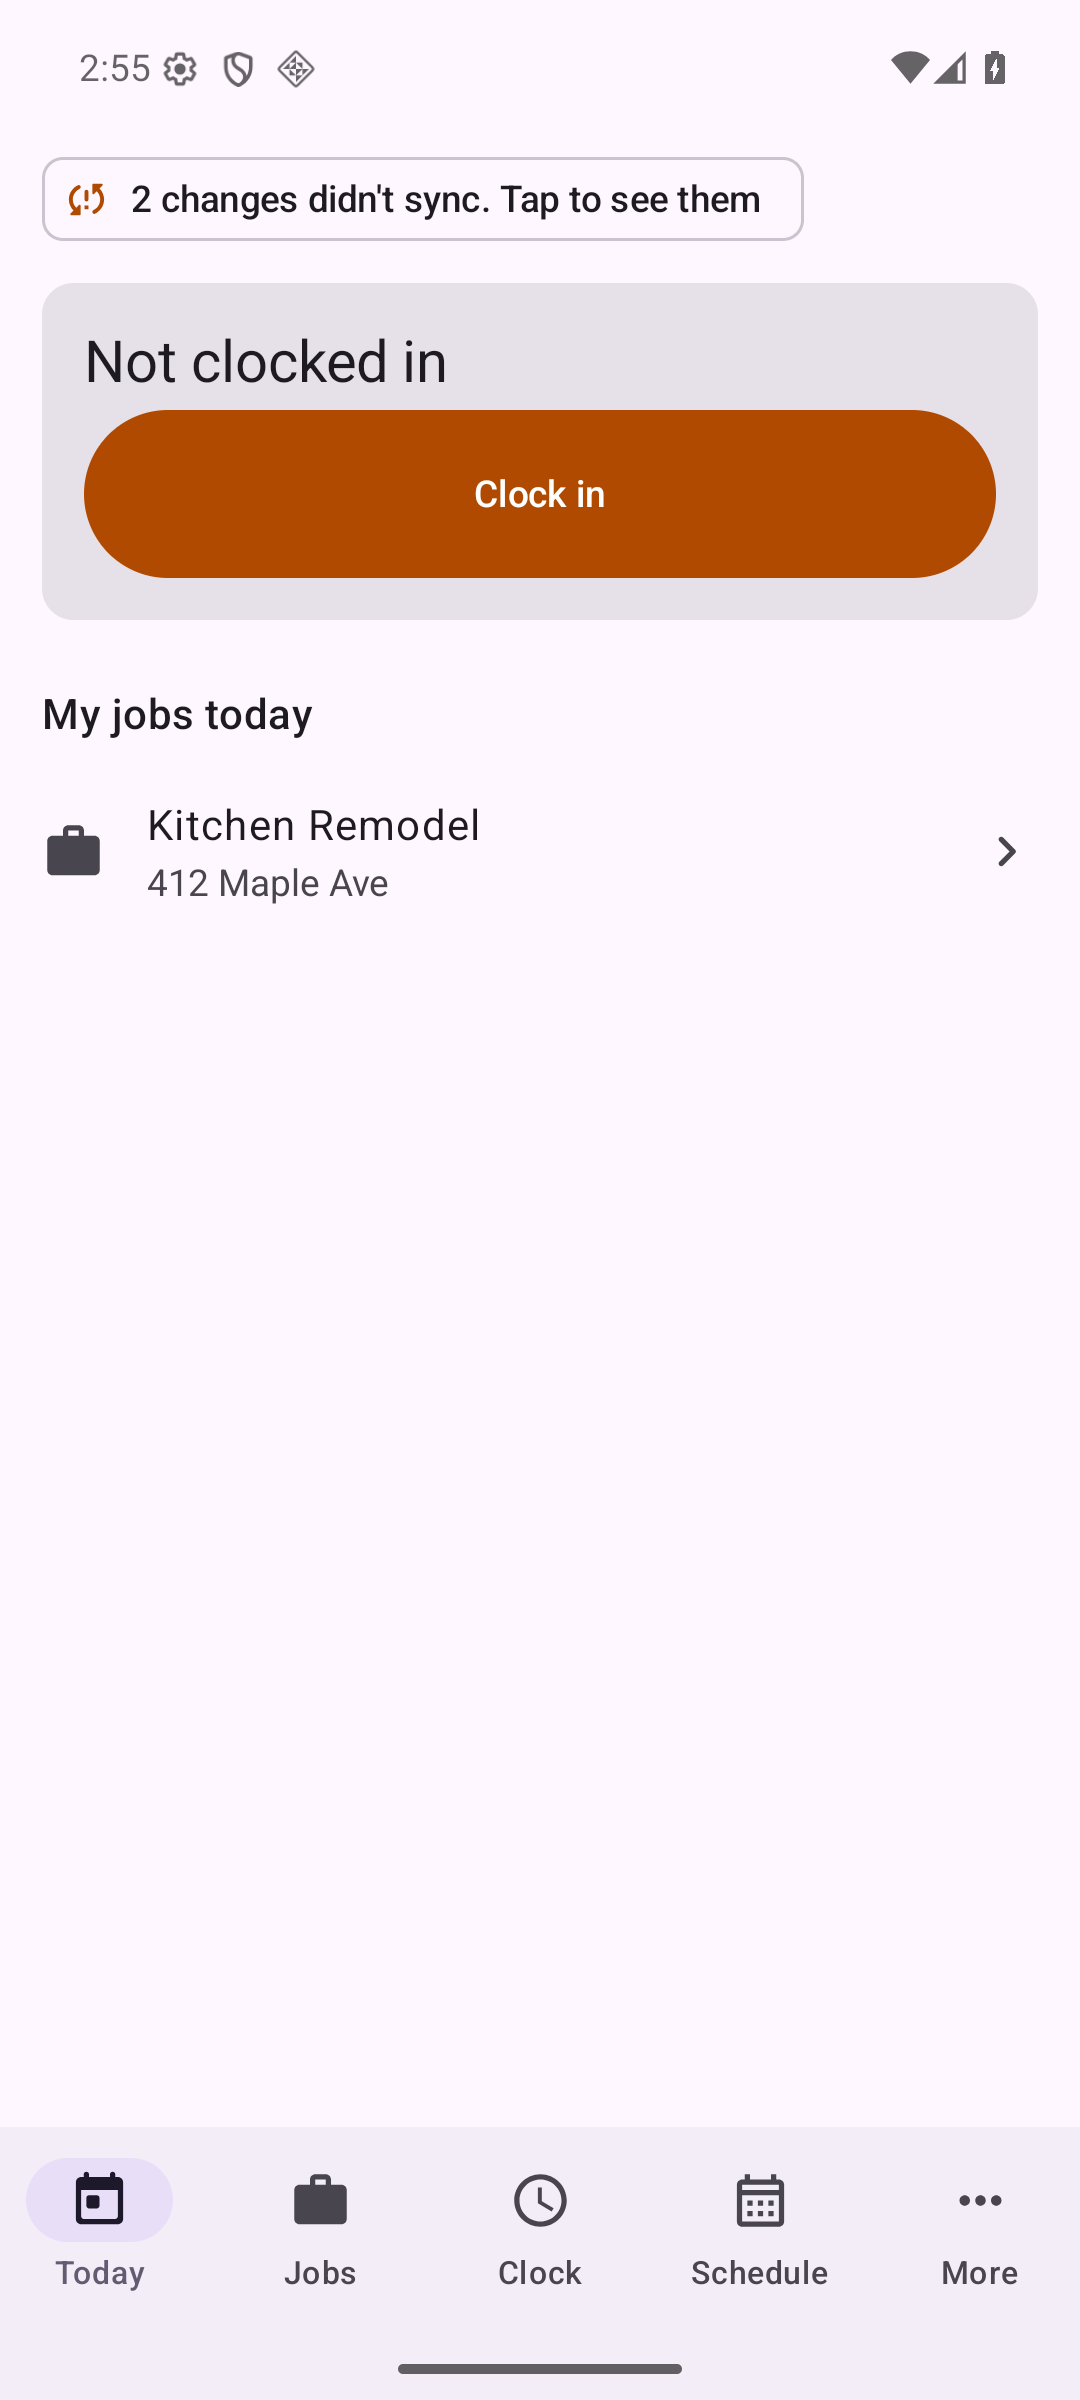 2:55
2 changes didn't sync. Tap to see them
Not clocked in
Clock in
My jobs today
Kitchen Remodel
412 Maple Ave
Today
Jobs
Clock
Schedule
More